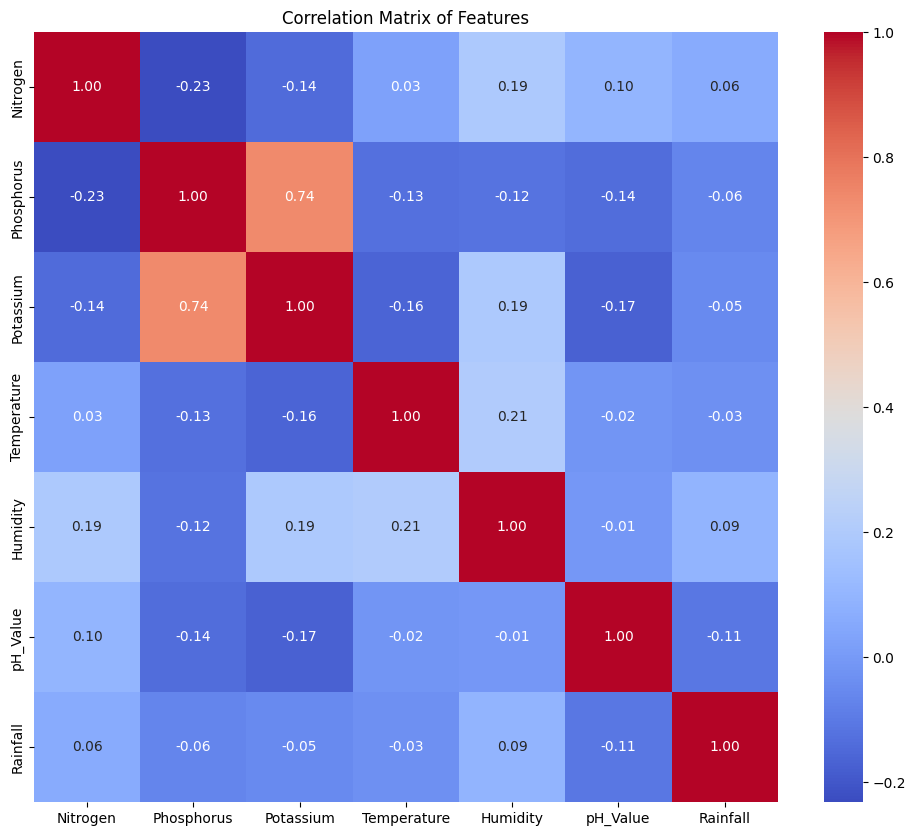 Correlation Matrix of Features
Nitrogen 1.00 -0.23 -0.14 0.03 0.19 0.10 0.06
Phosphorus -0.23 1.00 0.74 -0.13 -0.12 -0.14 -0.06
Potassium -0.14 0.74 1.00 -0.16 0.19 -0.17 -0.05
Temperature 0.03 -0.13 -0.16 1.00 0.21 -0.02 -0.03
Humidity 0.19 -0.12 0.19 0.21 1.00 -0.01 0.09
pH_Value 0.10 -0.14 -0.17 -0.02 -0.01 1.00 -0.11
Rainfall 0.06 -0.06 -0.05 -0.03 0.09 -0.11 1.00
Nitrogen Phosphorus Potassium Temperature Humidity pH_Value Rainfall
1.0
0.8
0.6
0.4
0.2
0.0
−0.2